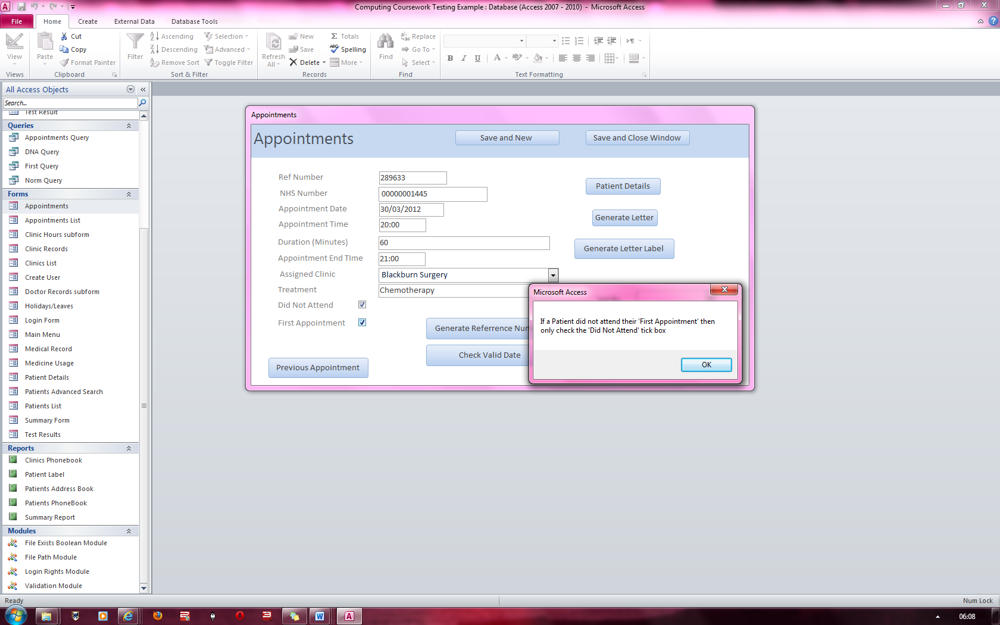 Computing Coursework Testing Example : Database (Access 2007 - 2010) - Microsoft Access
File Home Create External Data Database Tools
View
Views
Paste
Cut
Copy
Format Painter
Clipboard
Filter
Ascending
Descending
Remove Sort
Selection
Advanced
Toggle Filter
Sort & Filter
Refresh All
New
Save
Delete
Totals
Spelling
More
Records
Find
Replace
Go To
Select
Find
B I U A
Text Formatting
All Access Objects
Search...
Test Result
Queries
Appointments Query
DNA Query
First Query
Norm Query
Forms
Appointments
Appointments List
Clinic Hours subform
Clinic Records
Clinics List
Create User
Doctor Records subform
Holidays/Leaves
Login Form
Main Menu
Medical Record
Medicine Usage
Patient Details
Patients Advanced Search
Patients List
Summary Form
Test Results
Reports
Clinics Phonebook
Patient Label
Patients Address Book
Patients PhoneBook
Summary Report
Modules
File Exists Boolean Module
File Path Module
Login Rights Module
Validation Module
Appointments
Appointments
Save and New
Save and Close Window
Ref Number 289633
NHS Number 00000001445
Appointment Date 30/03/2012
Appointment Time 20:00
Duration (Minutes) 60
Appointment End TIme 21:00
Assigned Clinic Blackburn Surgery
Treatment Chemotherapy
Did Not Attend
First Appointment
Patient Details
Generate Letter
Generate Letter Label
Generate Referrence Num
Check Valid Date
Previous Appointment
Microsoft Access
If a Patient did not attend their 'First Appointment' then
only check the 'Did Not Attend' tick box
OK
Ready
Num Lock
06:08